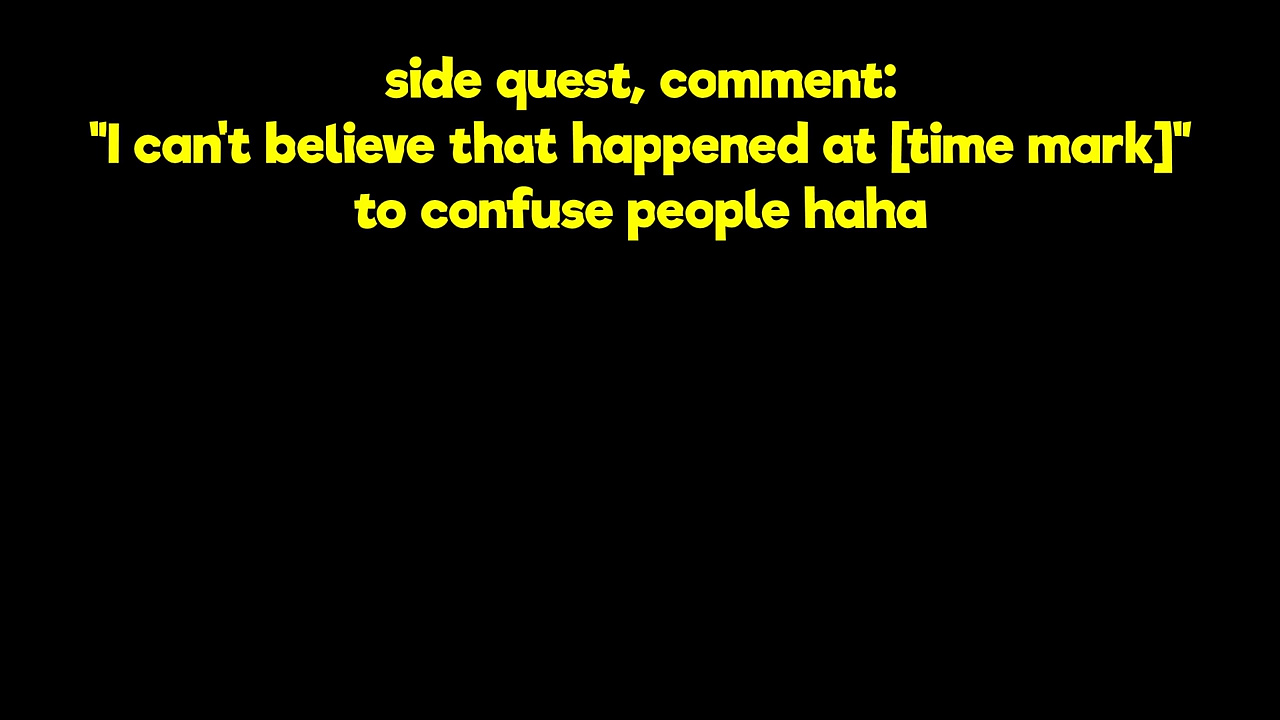 side quest, comment:
"I can't believe that happened at [time mark]"
to confuse people haha